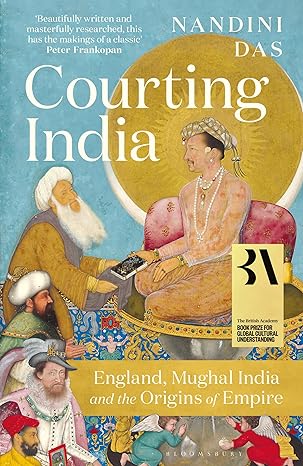 ‘Beautifully written and
masterfully researched, this
has the makings of a classic’
Peter Frankopan
NANDINI
DAS
Courting
India
BA
The British Academy
BOOK PRIZE FOR
GLOBAL CULTURAL
UNDERSTANDING
England, Mughal India
and the Origins of Empire
BLOOMSBURY